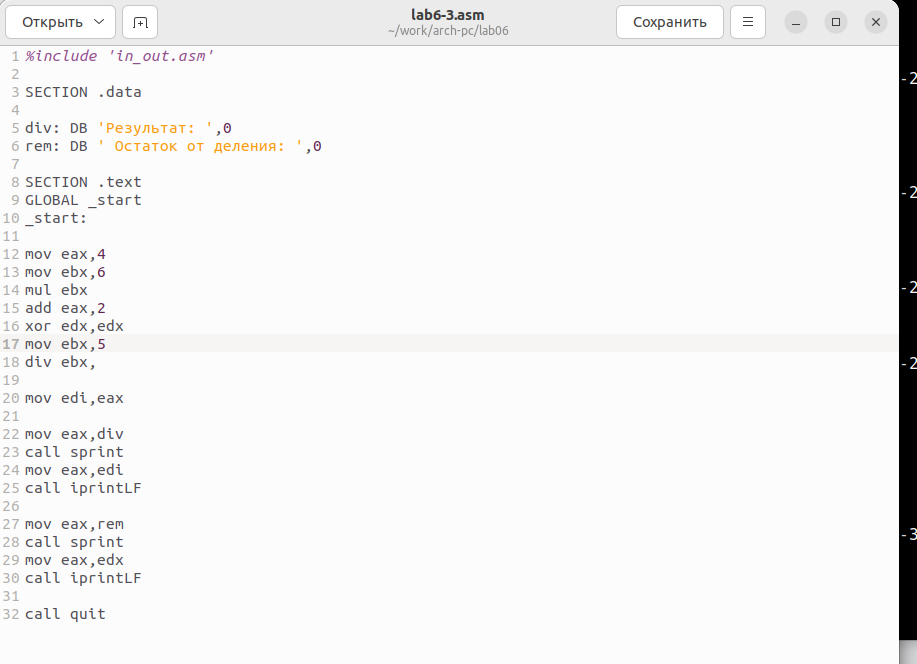 Открыть
lab6-3.asm
~/work/arch-pc/lab06
Сохранить
1 %include 'in_out.asm'
2
3 SECTION .data
4
5 div: DB 'Результат: ',0
6 rem: DB ' Остаток от деления: ',0
7
8 SECTION .text
9 GLOBAL _start
10 _start:
11
12 mov eax,4
13 mov ebx,6
14 mul ebx
15 add eax,2
16 xor edx,edx
17 mov ebx,5
18 div ebx,
19
20 mov edi,eax
21
22 mov eax,div
23 call sprint
24 mov eax,edi
25 call iprintLF
26
27 mov eax,rem
28 call sprint
29 mov eax,edx
30 call iprintLF
31
32 call quit
-2
-2
-2
-2
-3